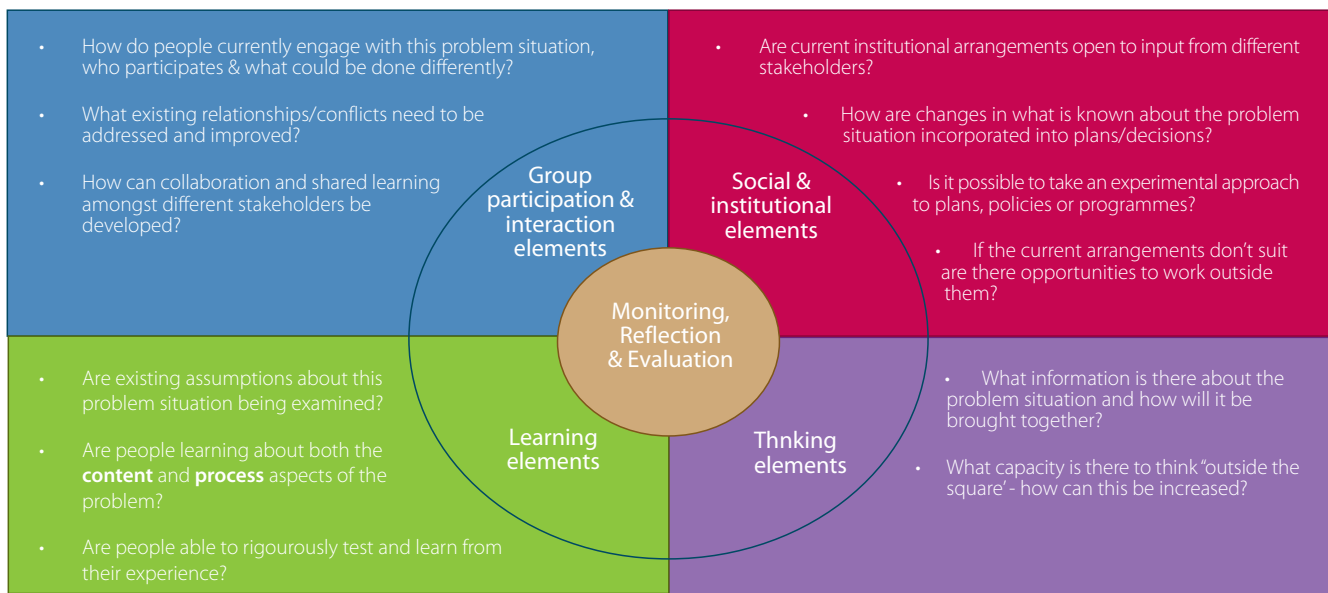 • How do people currently engage with this problem situation,
who participates & what could be done differently?
• What existing relationships/conflicts need to be
addressed and improved?
• How can collaboration and shared learning
amongst different stakeholders be
developed?
Group
participation &
interaction
elements
• Are current institutional arrangements open to input from different
stakeholders?
• How are changes in what is known about the problem
situation incorporated into plans/decisions?
• Is it possible to take an experimental approach
to plans, policies or programmes?
• If the current arrangements don't suit
are there opportunities to work outside
them?
Social &
institutional
elements
Monitoring,
Reflection
& Evaluation
• Are existing assumptions about this
problem situation being examined?
• Are people learning about both the
content and process aspects of the
problem?
• Are people able to rigourously test and learn from
their experience?
Learning
elements
Thnking
elements
• What information is there about the
problem situation and how will it be
brought together?
• What capacity is there to think “outside the
square’ - how can this be increased?